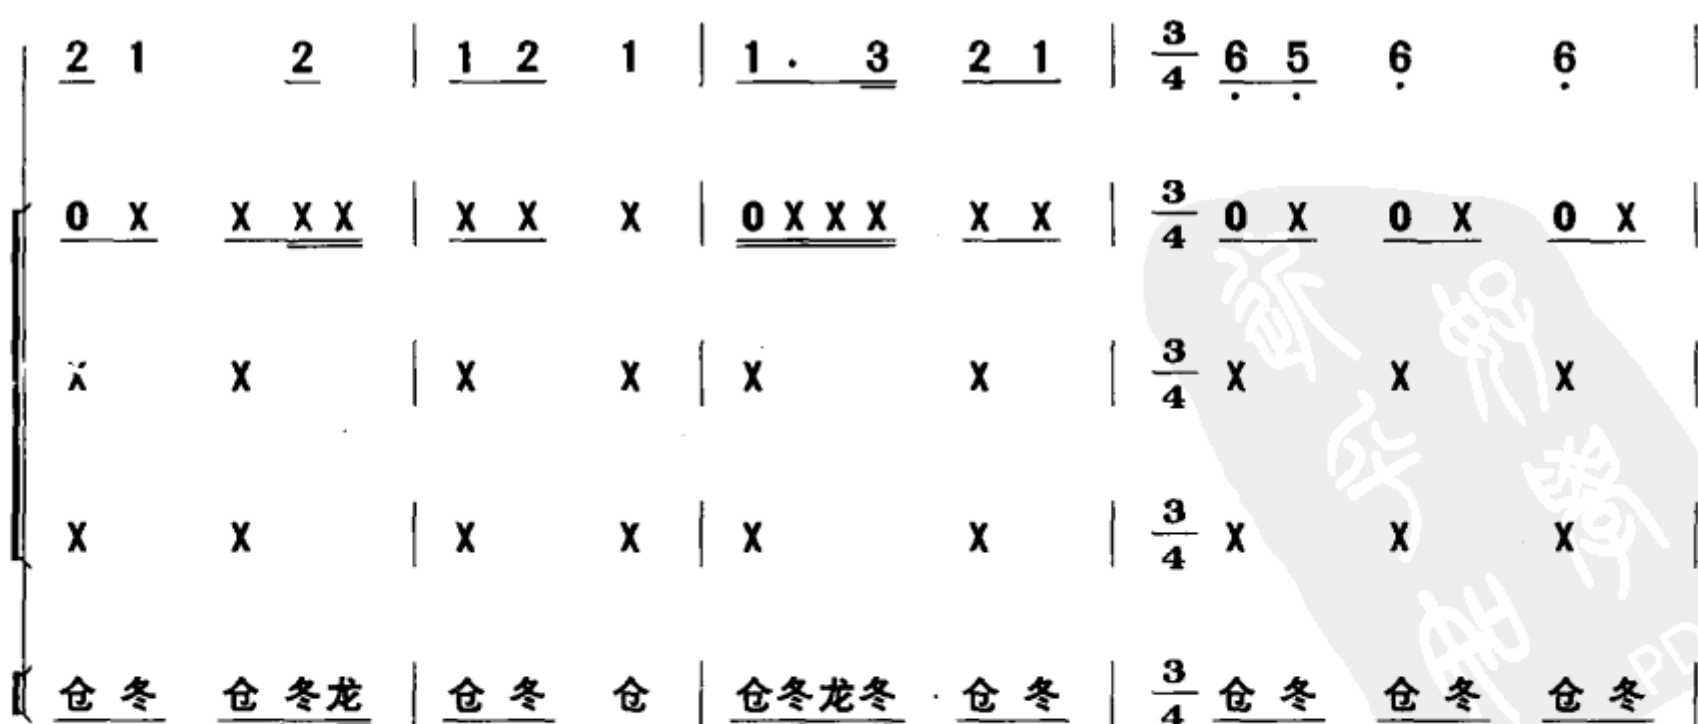 2 1 2 | 1 2 1 | 1 . 3 2 1 | 3/4 6 5 6 6 |
0 X X X X | X X X | 0 X X X X X | 3/4 0 X 0 X 0 X |
X X | X X | X X | 3/4 X X X |
X X | X X | X X | 3/4 X X X |
仓 冬 仓 冬龙 | 仓 冬 仓 | 仓冬龙冬 仓 冬 | 3/4 仓 冬 仓 冬 仓 冬 |
PD